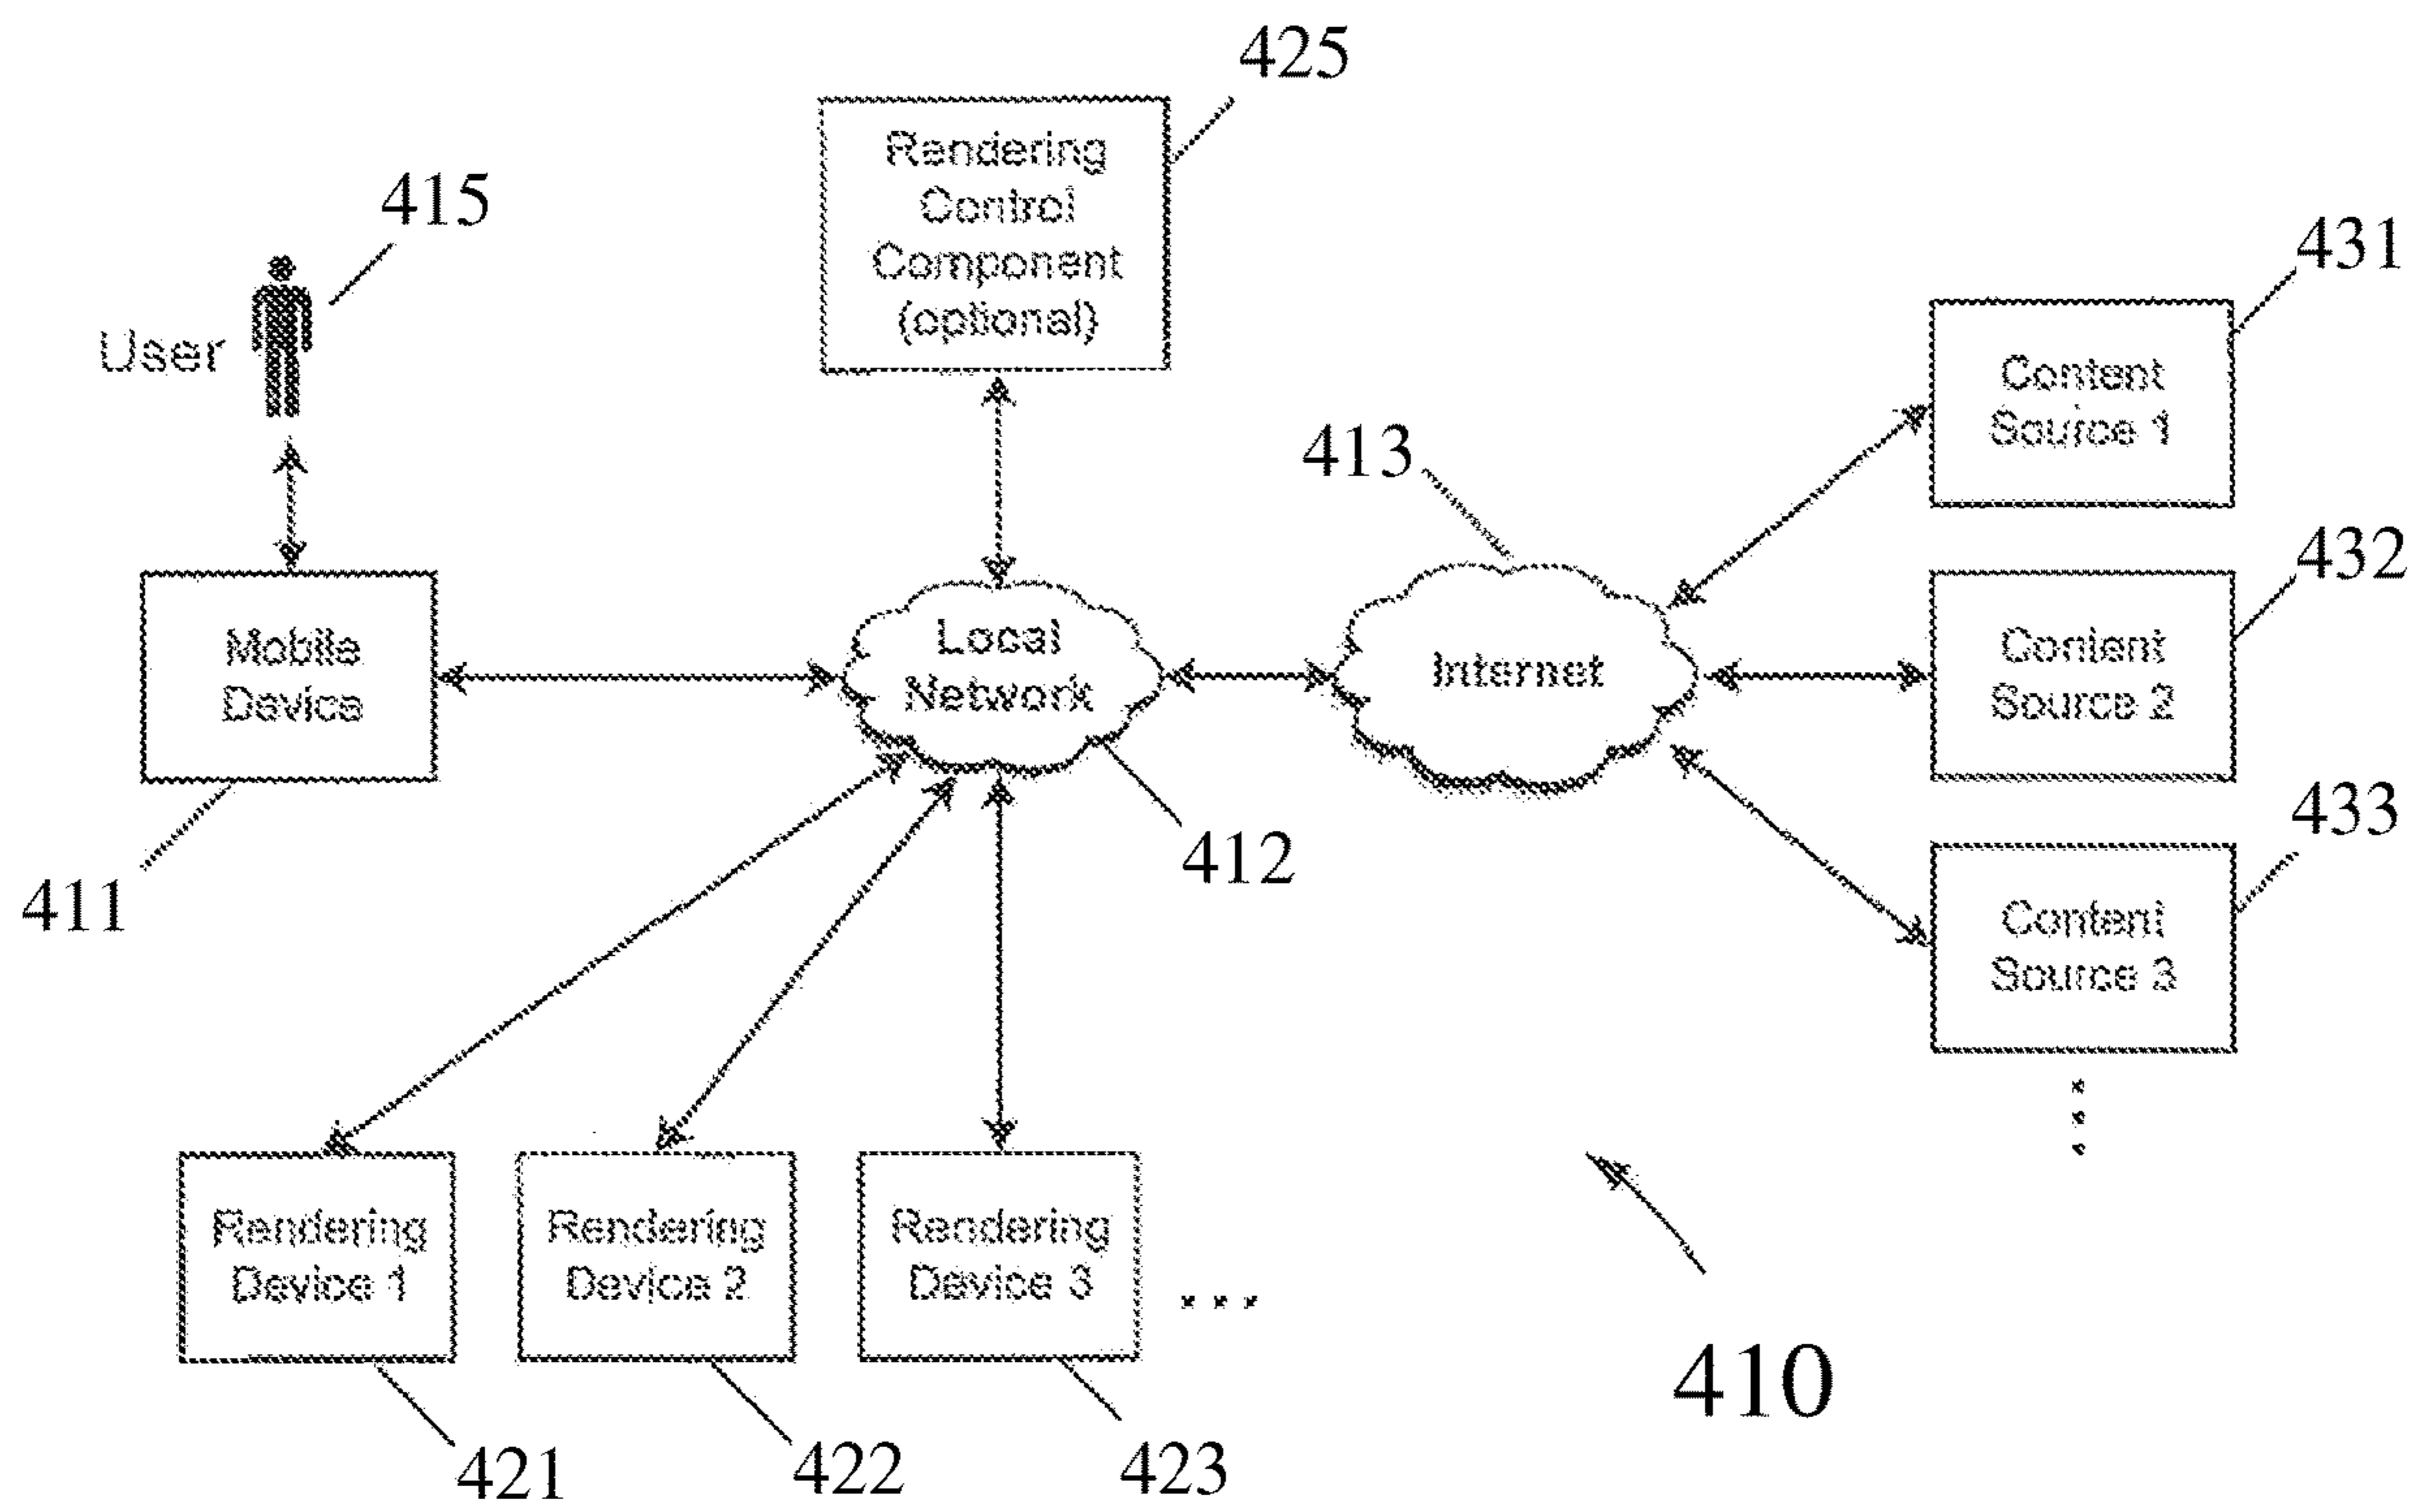 425
Rendering
Control
Component
(optional)
415
User
431
Content
Source 1
413
432
Mobile
Device
Local
Network
Internet
Content
Source 2
433
412
411
Content
Source 3
Rendering
Device 1
Rendering
Device 2
Rendering
Device 3
...
410
421
422
423